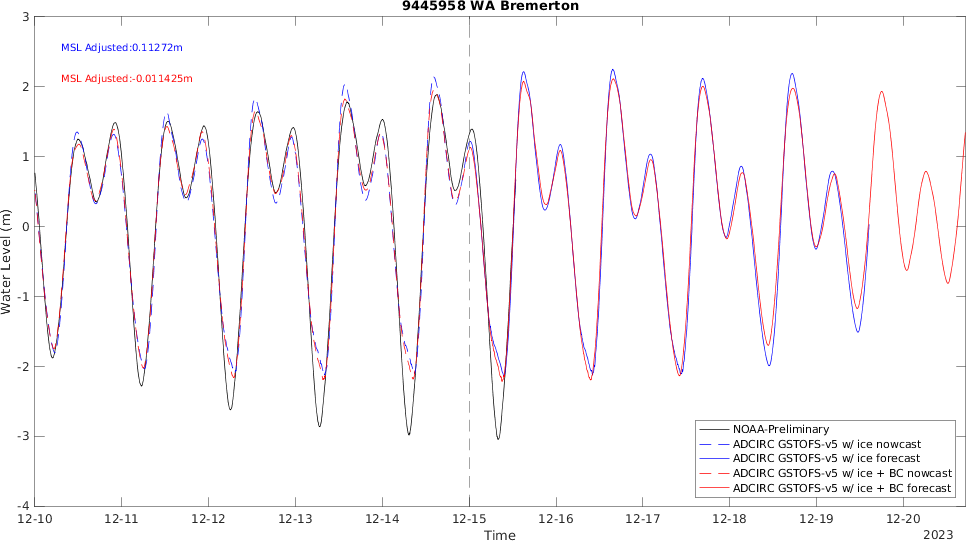 9445958 WA Bremerton
3
2
1
0
-1
-2
-3
-4
Water Level (m)
MSL Adjusted:0.11272m
MSL Adjusted:-0.011425m
NOAA-Preliminary
ADCIRC GSTOFS-v5 w/ ice nowcast
ADCIRC GSTOFS-v5 w/ ice forecast
ADCIRC GSTOFS-v5 w/ ice + BC nowcast
ADCIRC GSTOFS-v5 w/ ice + BC forecast
12-10 12-11 12-12 12-13 12-14 12-15 12-16 12-17 12-18 12-19 12-20
Time
2023